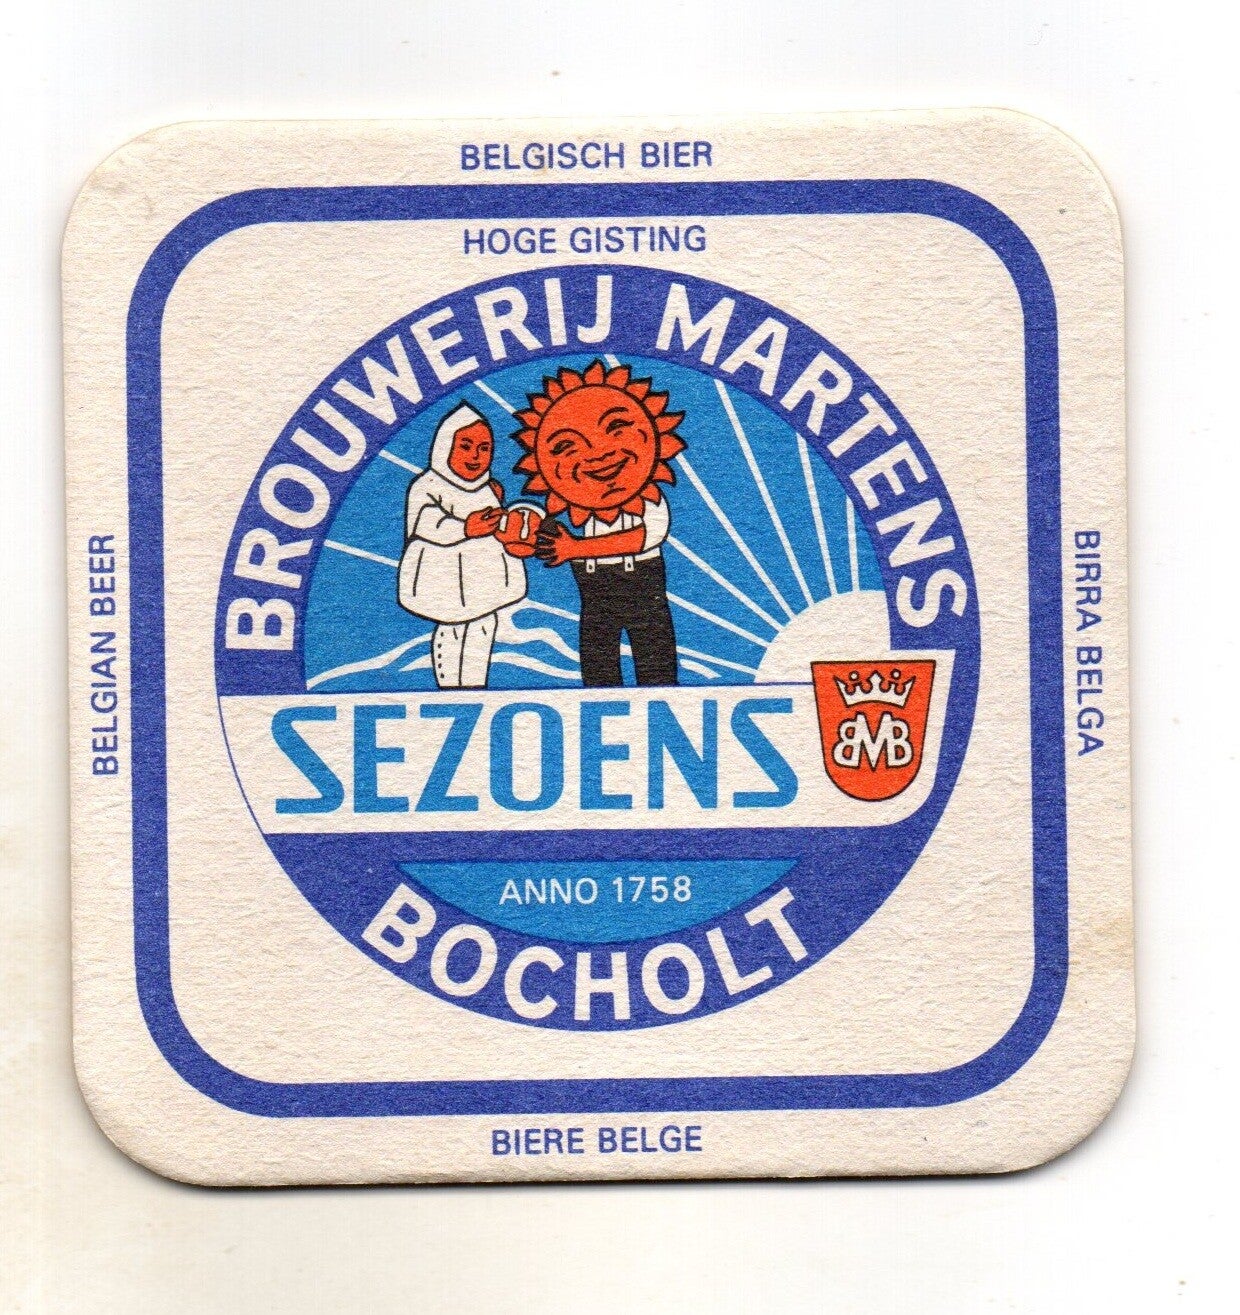 BELGISCH BIER
HOGE GISTING
BROUWERIJ MARTENS
SEZOENS
BMB
ANNO 1758
BOCHOLT
BELGIAN BEER
BIRRA BELGA
BIERE BELGE